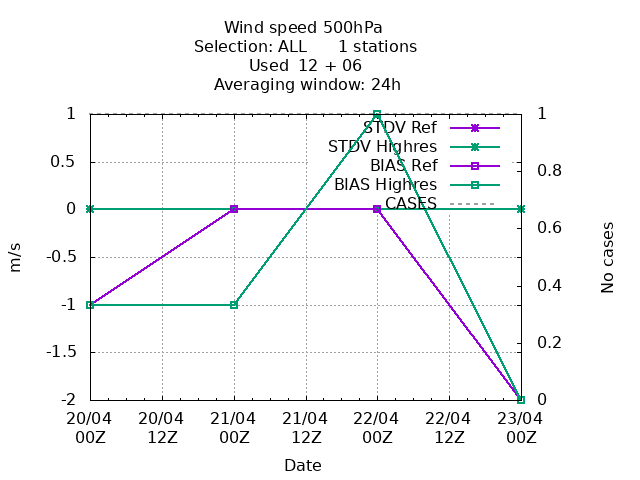 Wind speed 500hPa
Selection: ALL 1 stations
Used 12 + 06
Averaging window: 24h
1
0.5
0
-0.5
-1
-1.5
-2
m/s
STDV Ref
STDV Highres
BIAS Ref
BIAS Highres
CASES
1
0.8
0.6
0.4
0.2
0
No cases
20/04 20/04 21/04 21/04 22/04 22/04 23/04
00Z 12Z 00Z 12Z 00Z 12Z 00Z
Date